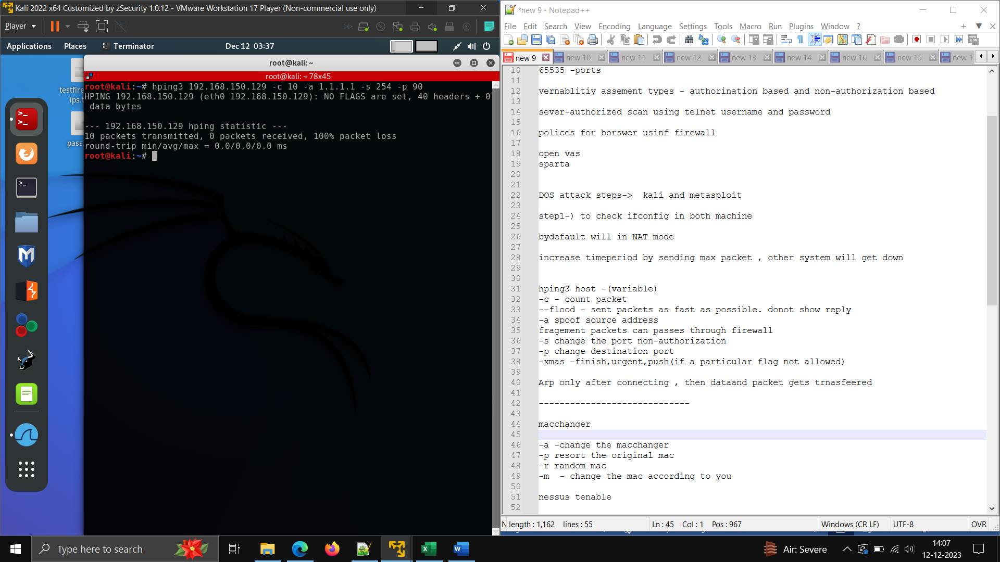 Kali 2022 x64 Customized by zSecurity 1.0.12 - VMware Workstation 17 Player (Non-commercial use only)
Player
Applications Places Terminator Dec 12 03:37
testfire
ips.t
pass
root@kali: ~
root@kali: ~ 78x45
root@kali:~# hping3 192.168.150.129 -c 10 -a 1.1.1.1 -s 254 -p 90
HPING 192.168.150.129 (eth0 192.168.150.129): NO FLAGS are set, 40 headers + 0
data bytes
--- 192.168.150.129 hping statistic ---
10 packets transmitted, 0 packets received, 100% packet loss
round-trip min/avg/max = 0.0/0.0/0.0 ms
root@kali:~#
*new 9 - Notepad++
File Edit Search View Encoding Language Settings Tools Macro Run Plugins Window ?
new 9 new 10 new 11 new 12 new 13 new 14 new 16 new 15 new 1
10 65535 -ports
11
12 vernablitiy assement types - authorination based and non-authorization based
13
14 sever-authorized scan using telnet username and password
15
16 polices for borswer usinf firewall
17
18 open vas
19 sparta
20
21
22 DOS attack steps-> kali and metasploit
23
24 step1-) to check ifconfig in both machine
25
26 bydefault will in NAT mode
27
28 increase timeperiod by sending max packet , other system will get down
29
30
31 hping3 host -(variable)
32 -c - count packet
33 --flood - sent packets as fast as possible. donot show reply
34 -a spoof source address
35 fragement packets can passes through firewall
36 -s change the port non-authorization
37 -p change destination port
38 -xmas -finish,urgent,push(if a particular flag not allowed)
39
40 Arp only after connecting , then dataand packet gets trnasfeered
41
42 -----------------------------
43
44 macchanger
45
46 -a -change the macchanger
47 -p resort the original mac
48 -r random mac
49 -m - change the mac according to you
50
51 nessus tenable
52
N length : 1,162 lines : 55 Ln : 45 Col : 1 Pos : 967 Windows (CR LF) UTF-8 OVR
Type here to search
Air: Severe
14:07
12-12-2023